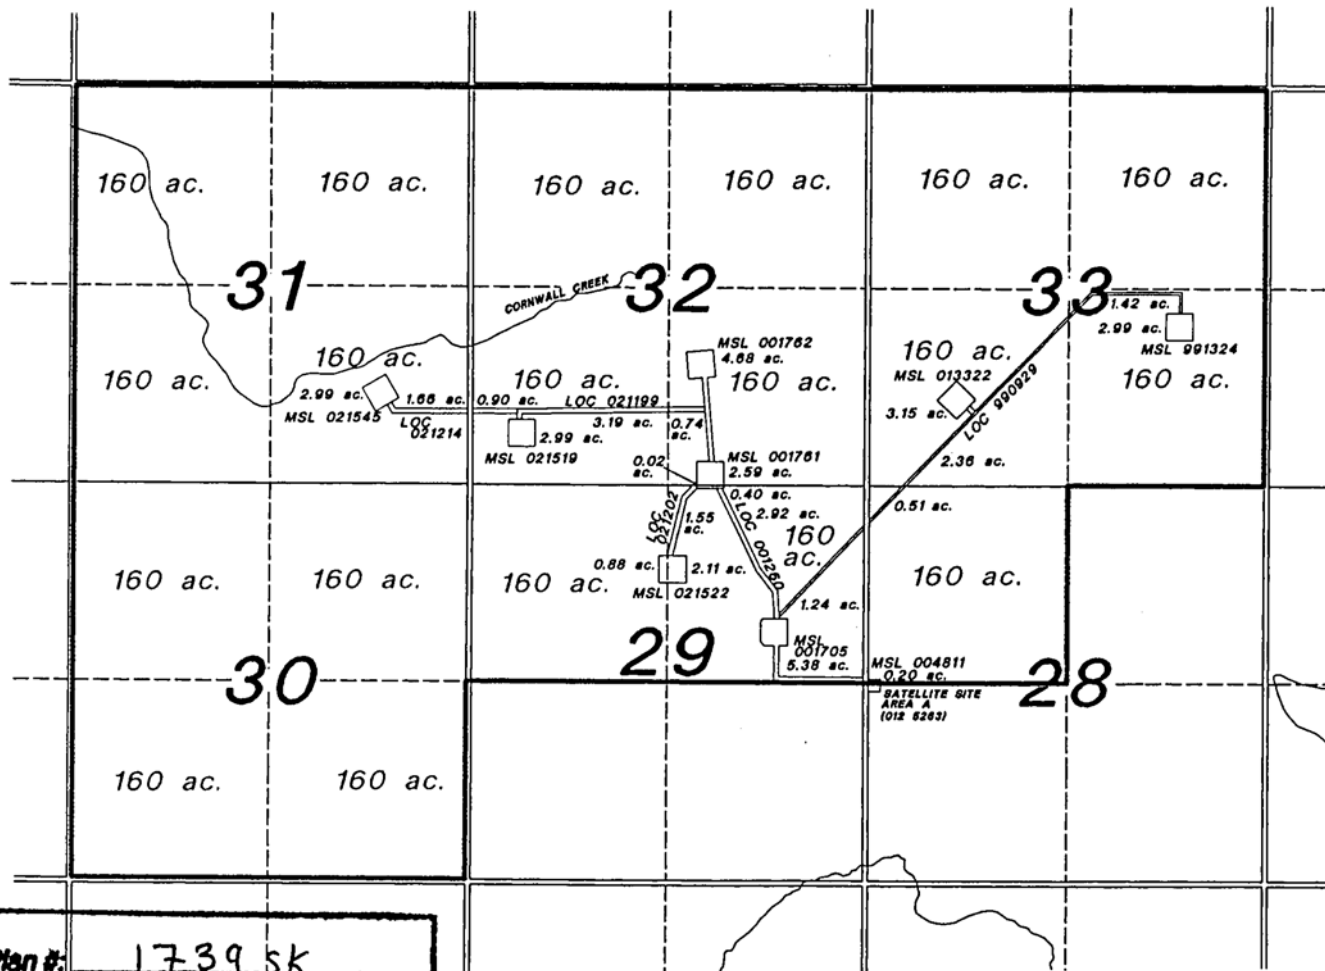 160 ac.
160 ac.
160 ac.
160 ac.
160 ac.
160 ac.
31
32
33
CORNWALL CREEK
1.42 ac.
2.99 ac.
MSL 991324
160 ac.
MSL 001762
4.68 ac.
160 ac.
160 ac.
160 ac.
160 ac.
160 ac.
MSL 013322
3.15 ac.
LOC 990929
2.36 ac.
0.51 ac.
2.99 ac.
MSL 021545
1.66 ac.
0.90 ac.
LOC 021199
LOC
021214
3.19 ac.
0.74
ac.
2.99 ac.
MSL 021519
0.02
ac.
MSL 001761
2.59 ac.
0.40 ac.
2.92 ac.
LOC
021202
1.55
ac.
LOC 001260
160
ac.
160 ac.
160 ac.
160 ac.
160 ac.
0.88 ac.
2.11 ac.
MSL 021522
1.24 ac.
MSL
001705
5.38 ac.
30
29
28
MSL 004811
0.20 ac.
SATELLITE SITE
AREA A
(012 5263)
160 ac.
160 ac.
Plan #: 1739 SK